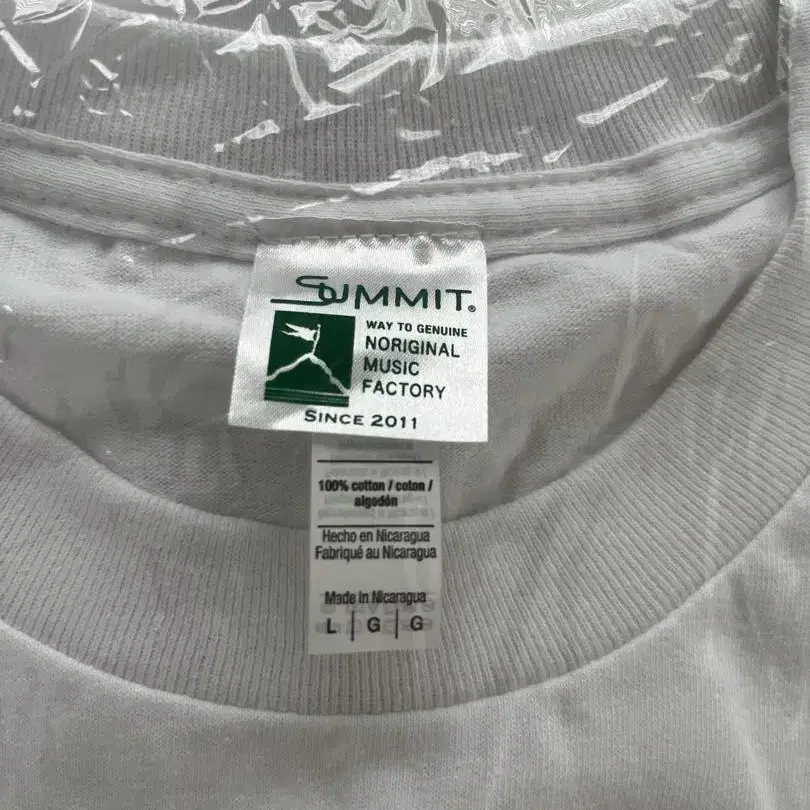 SUMMIT®
WAY TO GENUINE
NORIGINAL
MUSIC
FACTORY
SINCE 2011
100% cotton / coton /
algodón
Hecho en Nicaragua
Fabriqué au Nicaragua
Made in Nicaragua
L | G | G